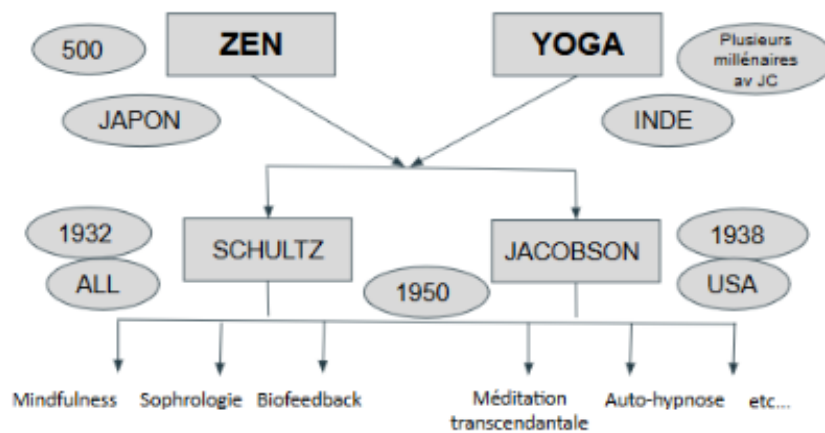 500
ZEN
YOGA
Plusieurs
millénaires
av JC
JAPON
INDE
1932
ALL
SCHULTZ
1950
JACOBSON
1938
USA
Mindfulness
Sophrologie
Biofeedback
Méditation
transcendantale
Auto-hypnose
etc...